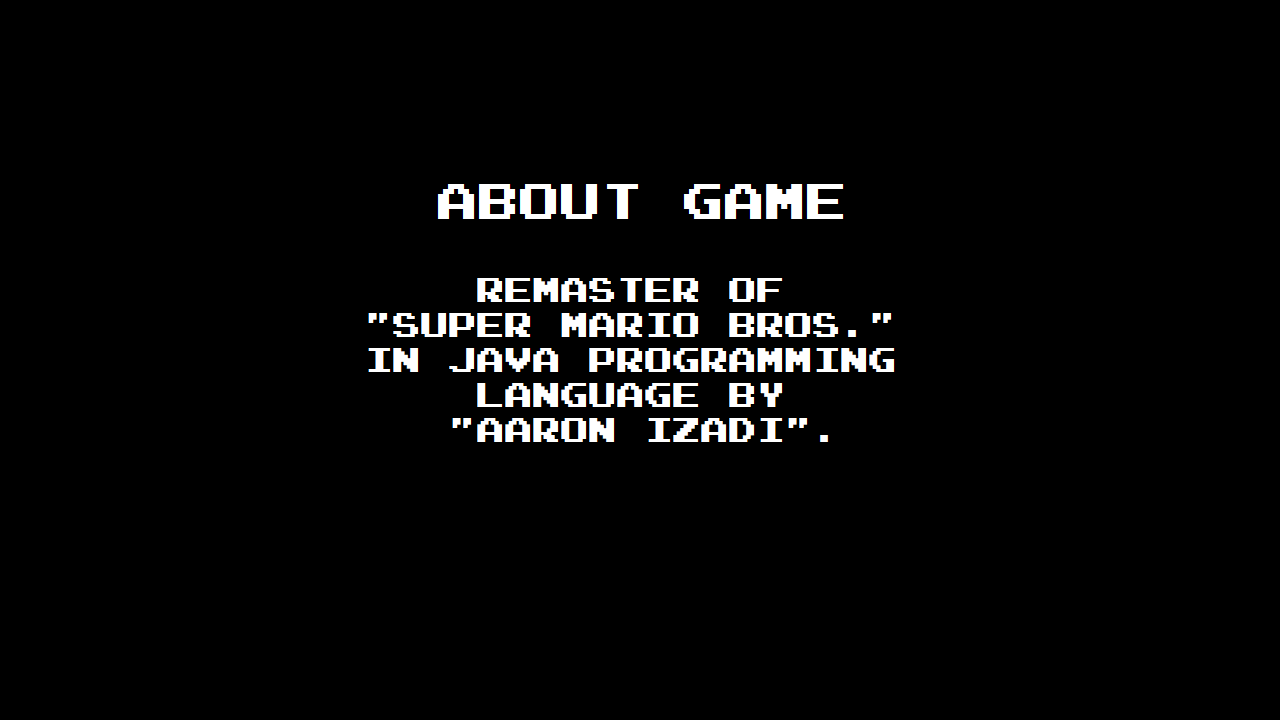 ABOUT GAME
REMASTER OF
"SUPER MARIO BROS."
IN JAVA PROGRAMMING
LANGUAGE BY
"AARON IZADI".